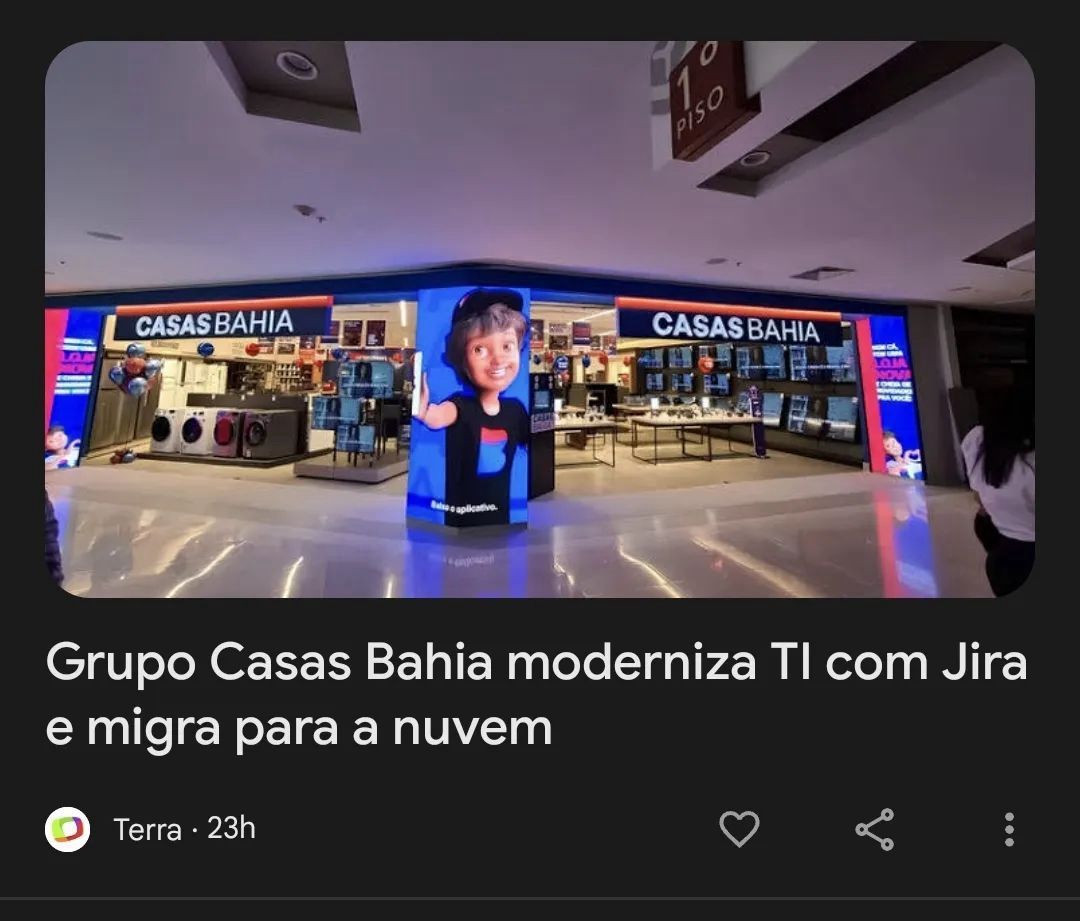 1º
PISO
CASASBAHIA
CASASBAHIA
Baixe o aplicativo.
Grupo Casas Bahia moderniza TI com Jira
e migra para a nuvem
Terra · 23h